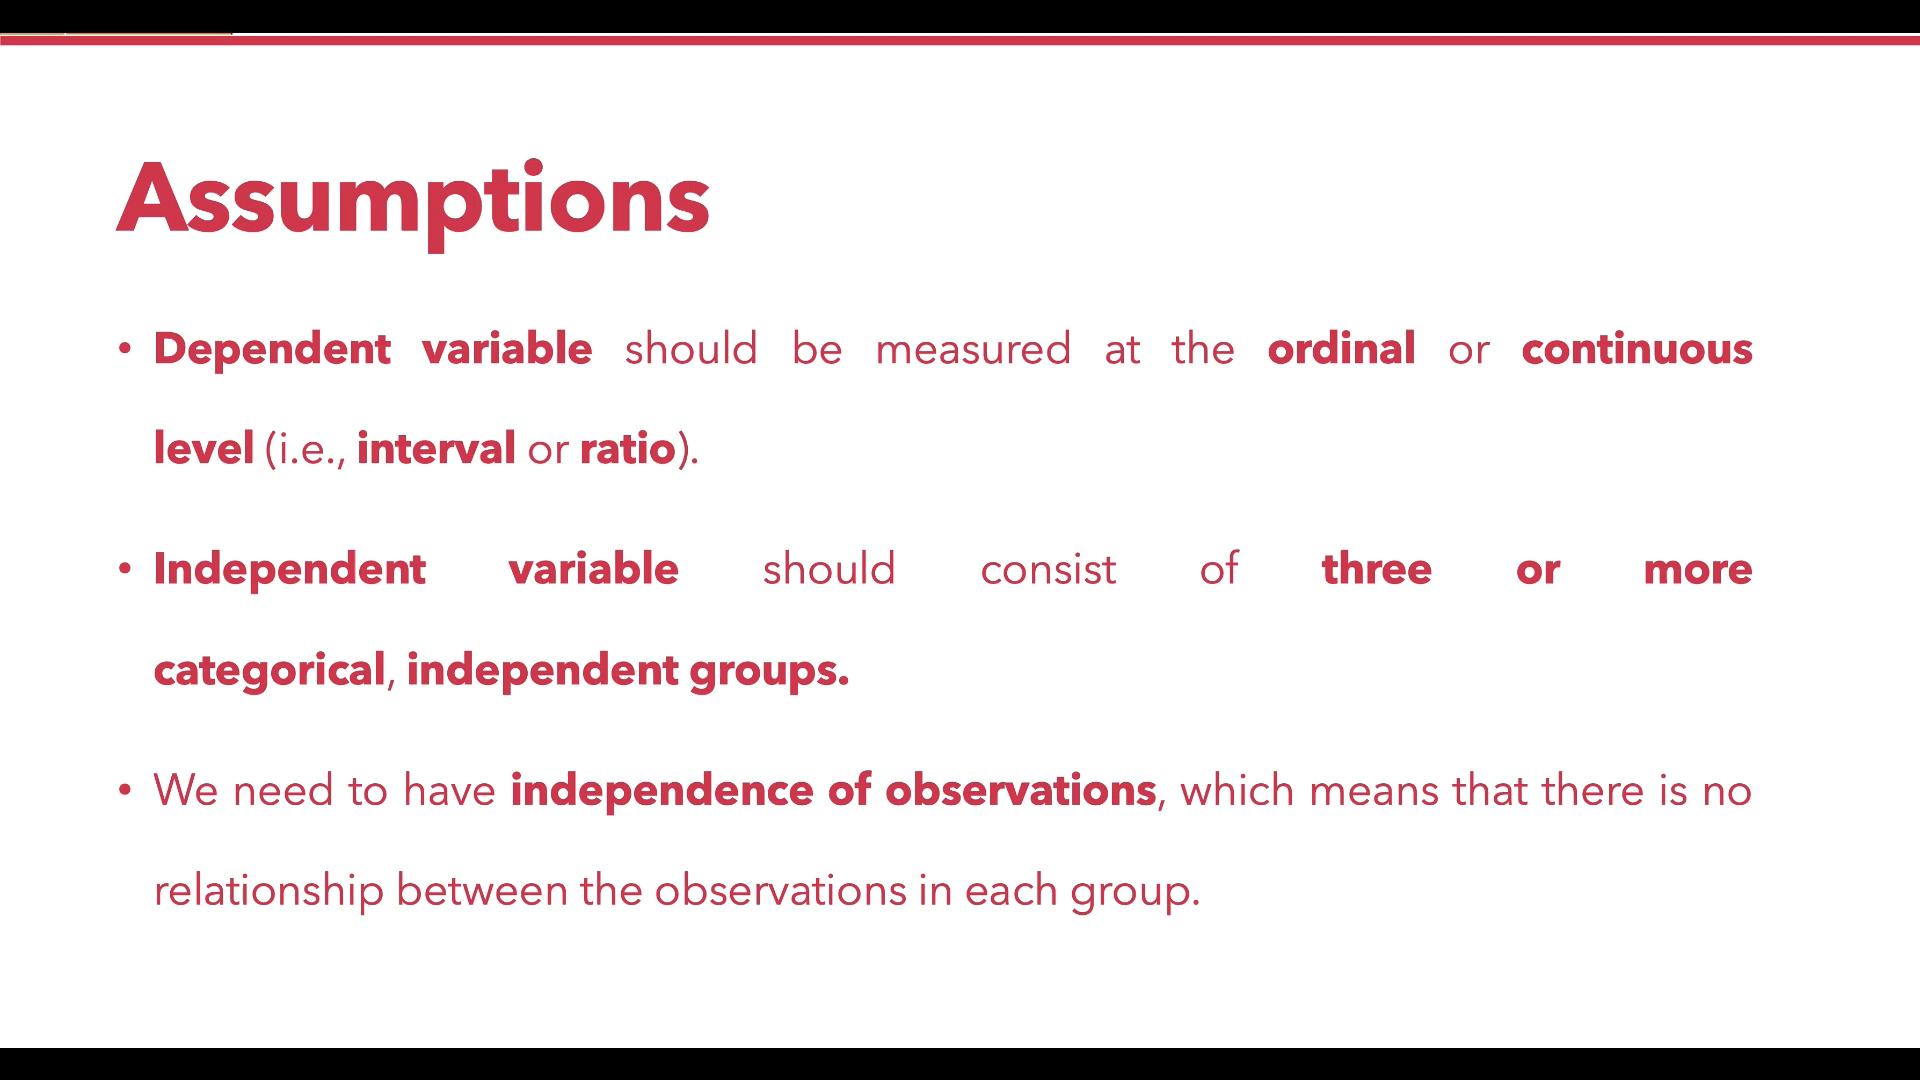 Assumptions
• Dependent variable should be measured at the ordinal or continuous
level (i.e., interval or ratio).
• Independent variable should consist of three or more
categorical, independent groups.
• We need to have independence of observations, which means that there is no
relationship between the observations in each group.